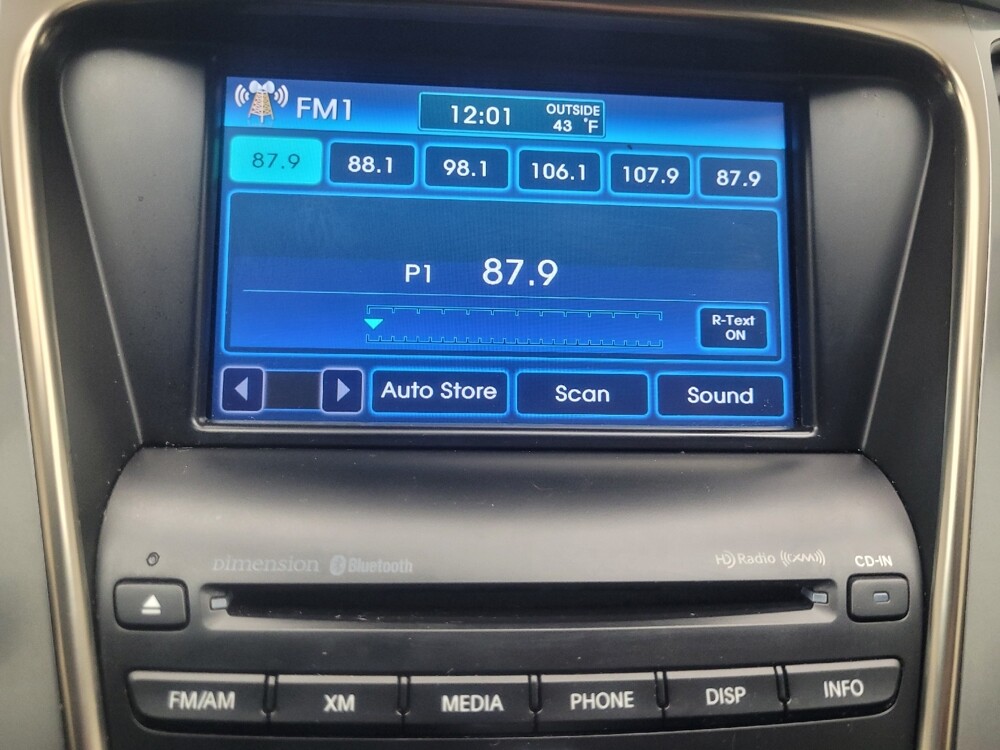 FM1 12:01 OUTSIDE
43 °F
87.9 88.1 98.1 106.1 107.9 87.9
P1 87.9
R-Text
ON
Auto Store Scan Sound
Dimension Bluetooth HD Radio ((XM)) CD-IN
FM/AM XM MEDIA PHONE DISP INFO